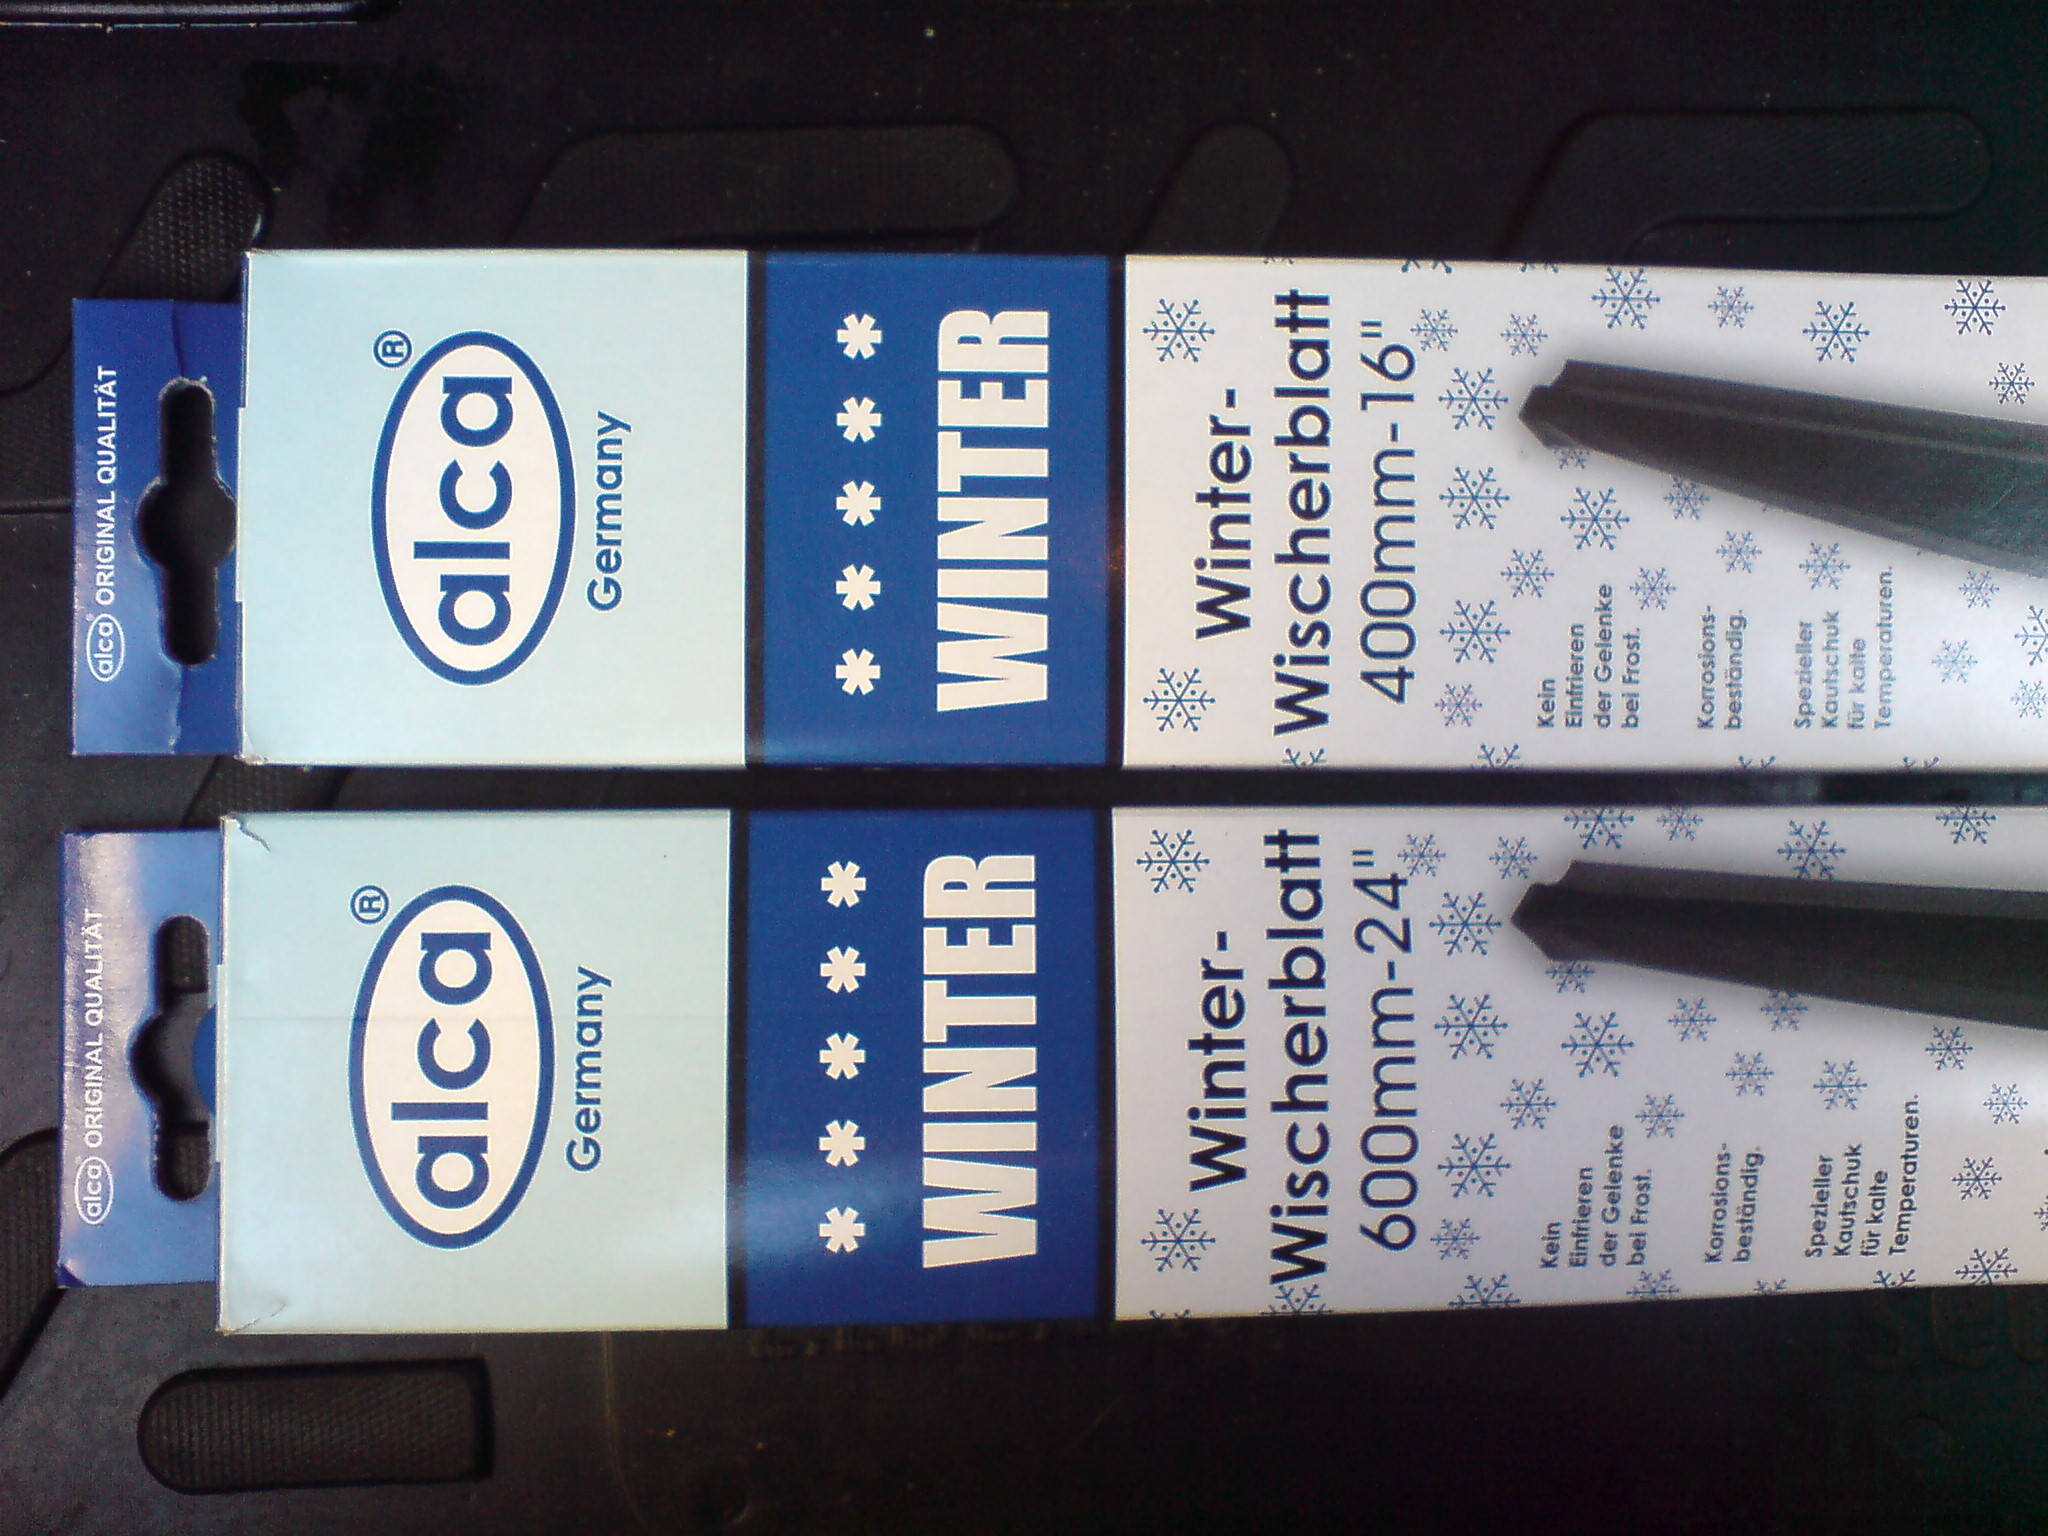 alca® ORIGINAL QUALITÄT
alca®
Germany
*****
WINTER
Winter-
Wischerblatt
400mm-16"
Kein
Einfrieren
der Gelenke
bei Frost.
Korrosions-
beständig.
Spezieller
Kautschuk
für kalte
Temperaturen.
alca® ORIGINAL QUALITÄT
alca®
Germany
*****
WINTER
Winter-
Wischerblatt
600mm-24"
Kein
Einfrieren
der Gelenke
bei Frost.
Korrosions-
beständig.
Spezieller
Kautschuk
für kalte
Temperaturen.